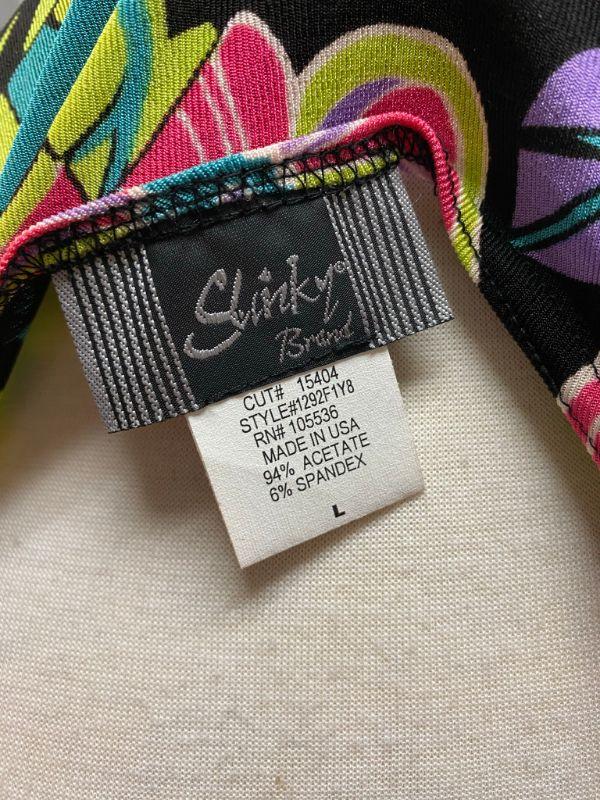 Slinky®
Brand
CUT# 15404
STYLE#1292F1Y8
RN# 105536
MADE IN USA
94% ACETATE
6% SPANDEX
L